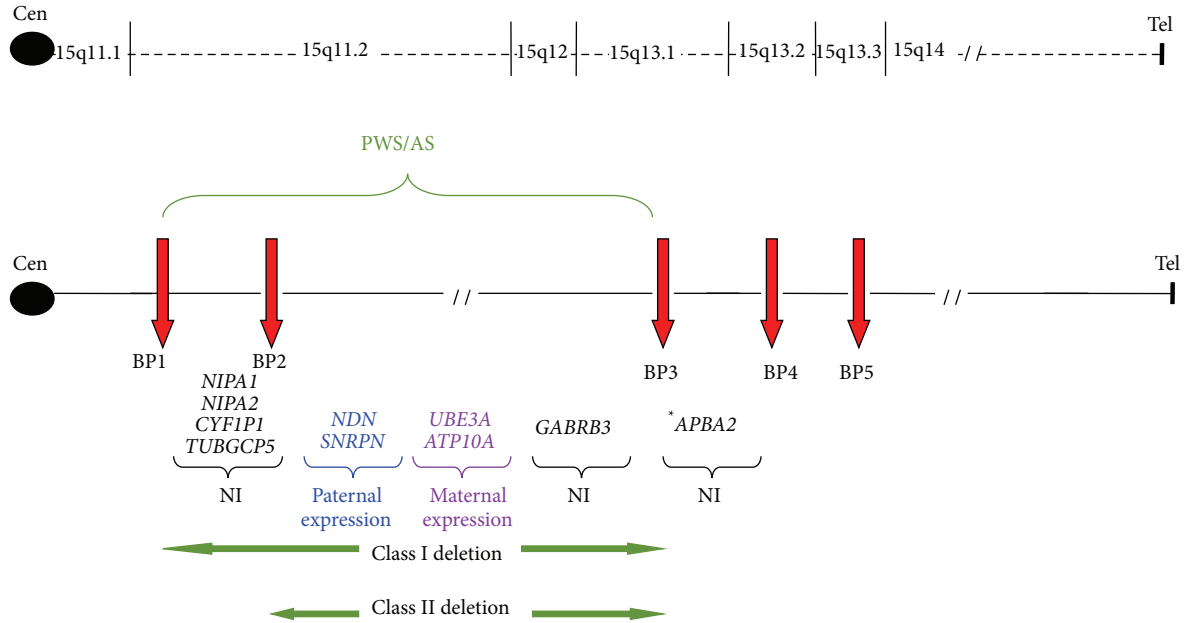 Cen
Tel
15q11.1
15q11.2
15q12
15q13.1
15q13.2
15q13.3
15q14
//
PWS/AS
Cen
Tel
//
//
BP1
BP2
BP3
BP4
BP5
NIPA1
NIPA2
CYF1P1
TUBGCP5
NI
NDN
SNRPN
Paternal
expression
UBE3A
ATP10A
Maternal
expression
GABRB3
NI
*APBA2
NI
Class I deletion
Class II deletion